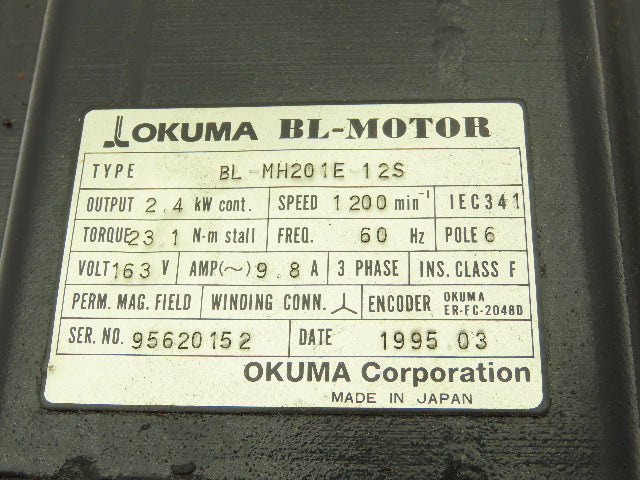 OKUMA BL-MOTOR
TYPE BL-MH201E-12S
OUTPUT 2.4 kW cont. SPEED 1200 min⁻¹ IEC341
TORQUE 23.1 N-m stall FREQ. 60 Hz POLE 6
VOLT 163 V AMP(~) 9.8 A 3 PHASE INS. CLASS F
PERM. MAG. FIELD WINDING CONN. ENCODER OKUMA ER-FC-2048D
SER. NO. 95620152 DATE 1995 03
OKUMA Corporation
MADE IN JAPAN